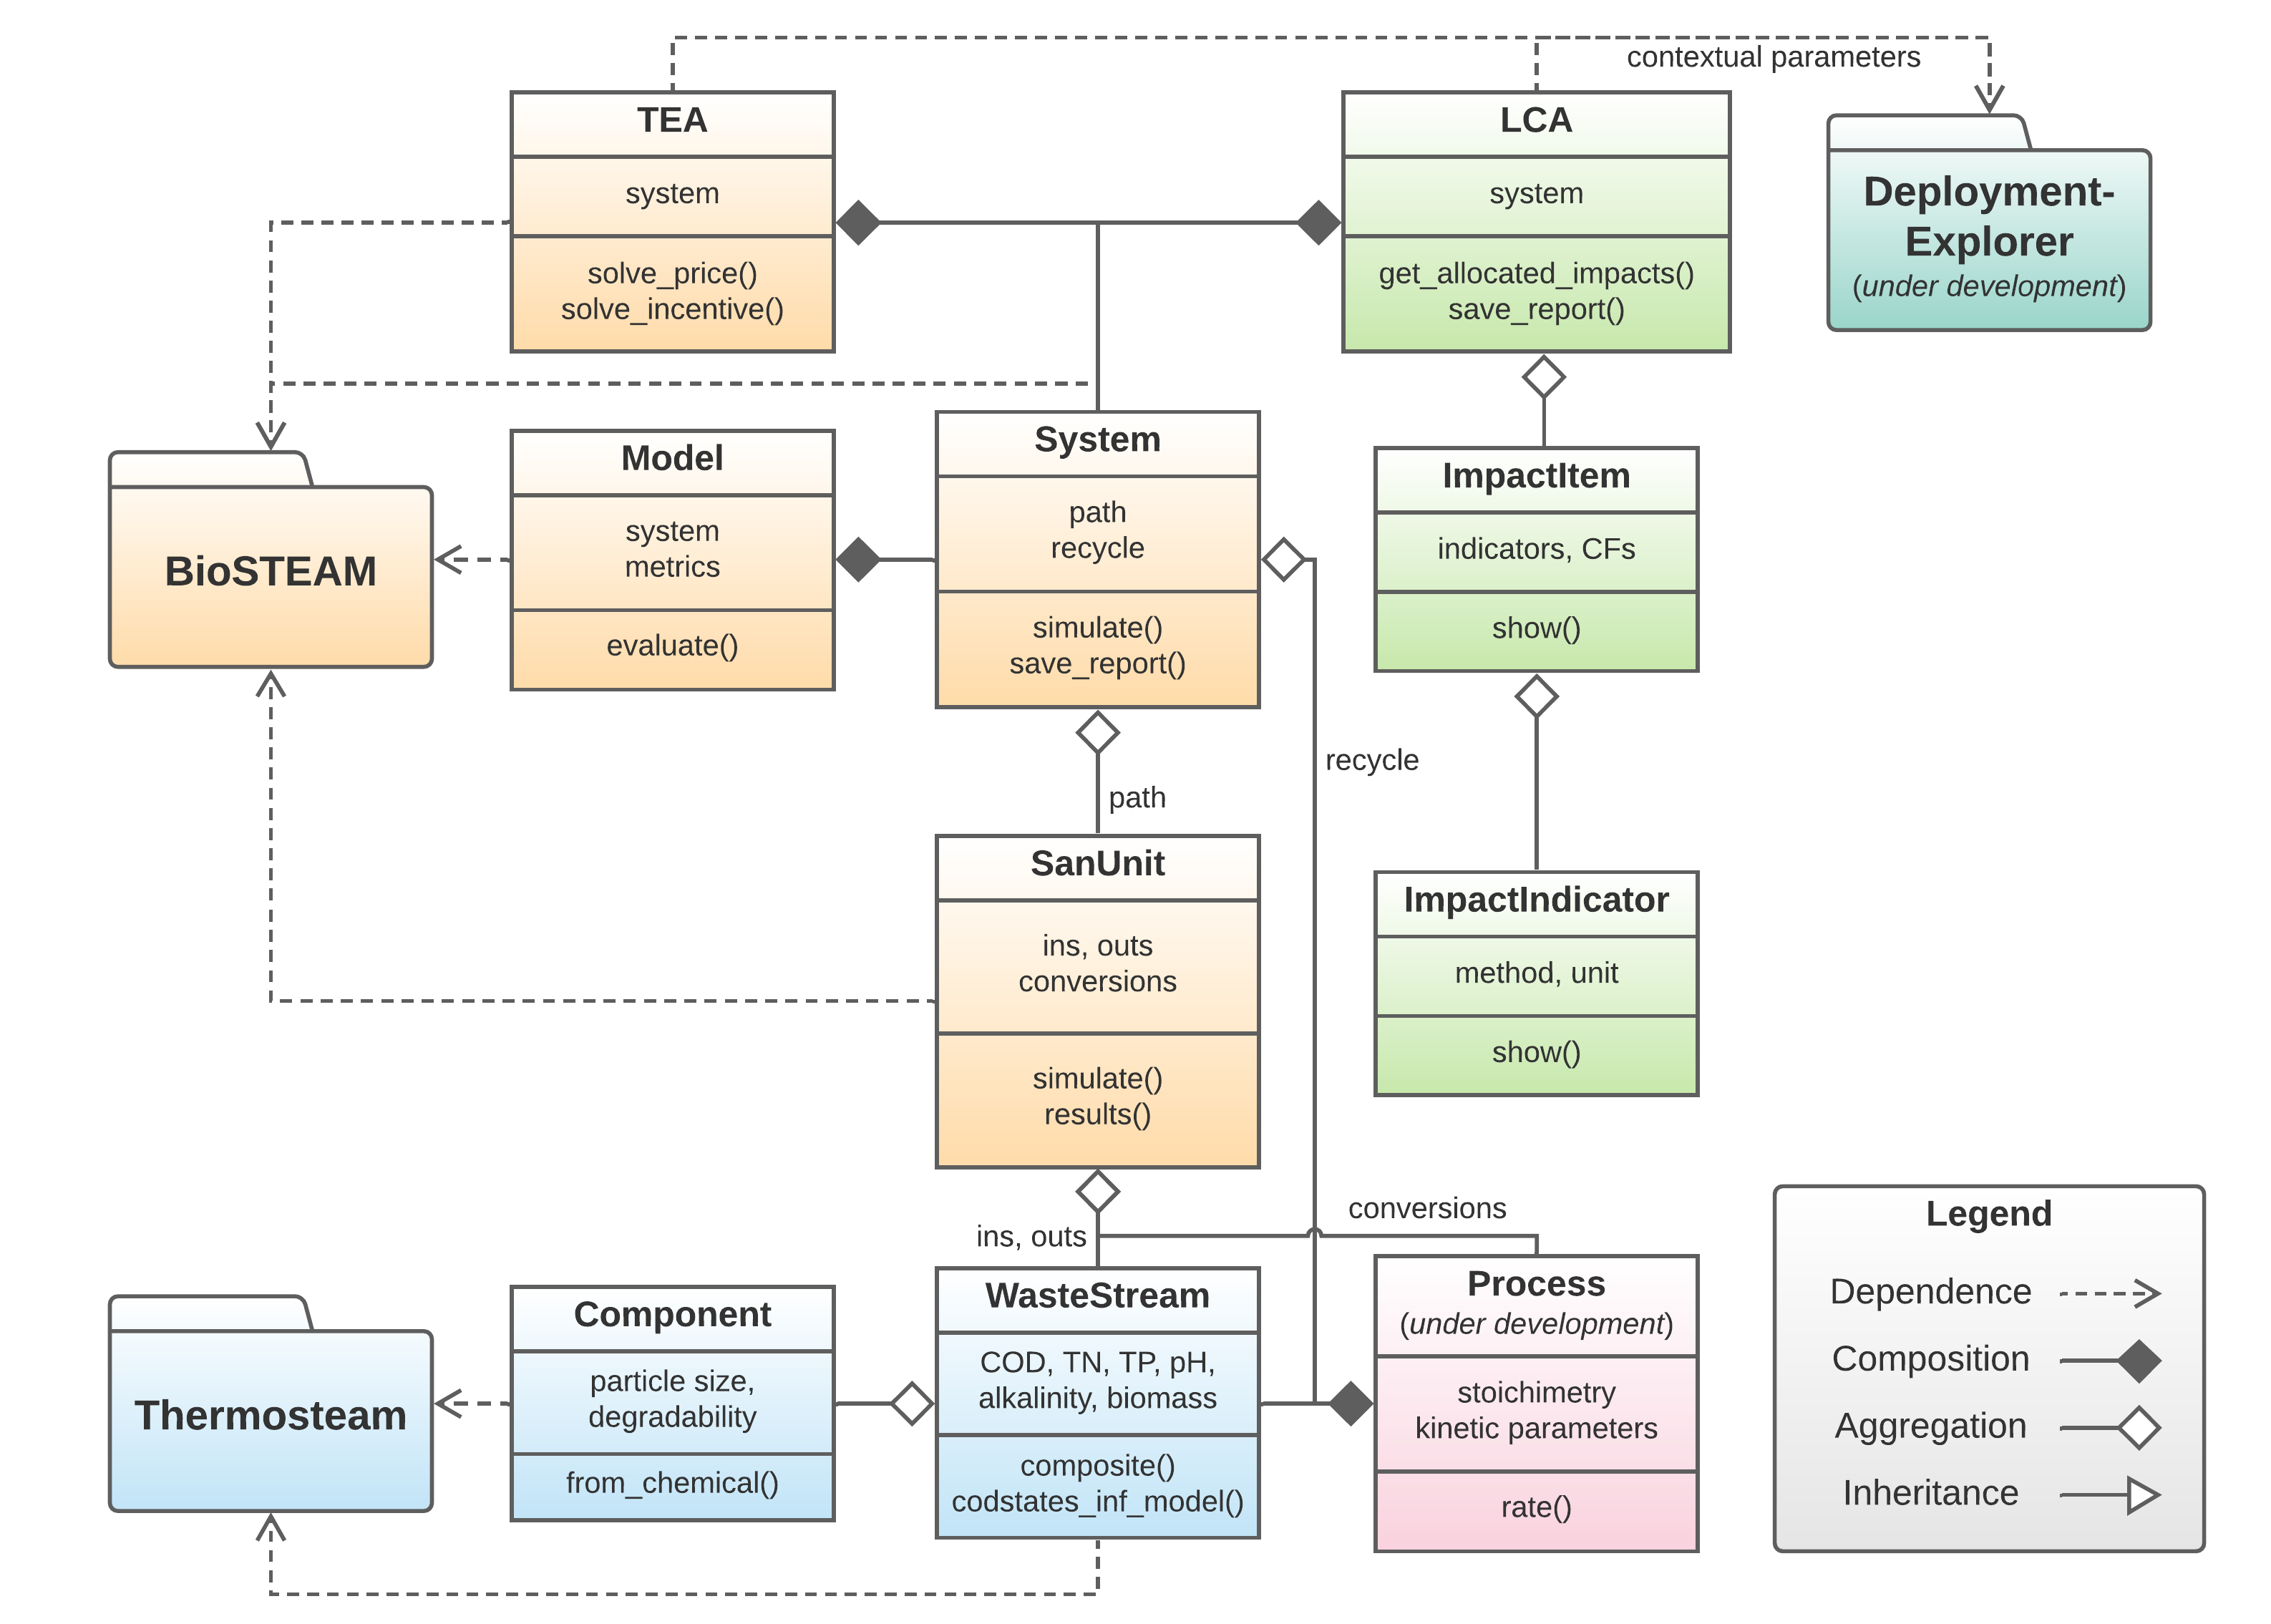 contextual parameters
TEA
system
solve_price()
solve_incentive()
LCA
system
get_allocated_impacts()
save_report()
Deployment-
Explorer
(under development)
BioSTEAM
Model
system
metrics
evaluate()
System
path
recycle
simulate()
save_report()
ImpactItem
indicators, CFs
show()
recycle
path
SanUnit
ins, outs
conversions
simulate()
results()
ImpactIndicator
method, unit
show()
conversions
ins, outs
Thermosteam
Component
particle size,
degradability
from_chemical()
WasteStream
COD, TN, TP, pH,
alkalinity, biomass
composite()
codstates_inf_model()
Process
(under development)
stoichimetry
kinetic parameters
rate()
Legend
Dependence
Composition
Aggregation
Inheritance